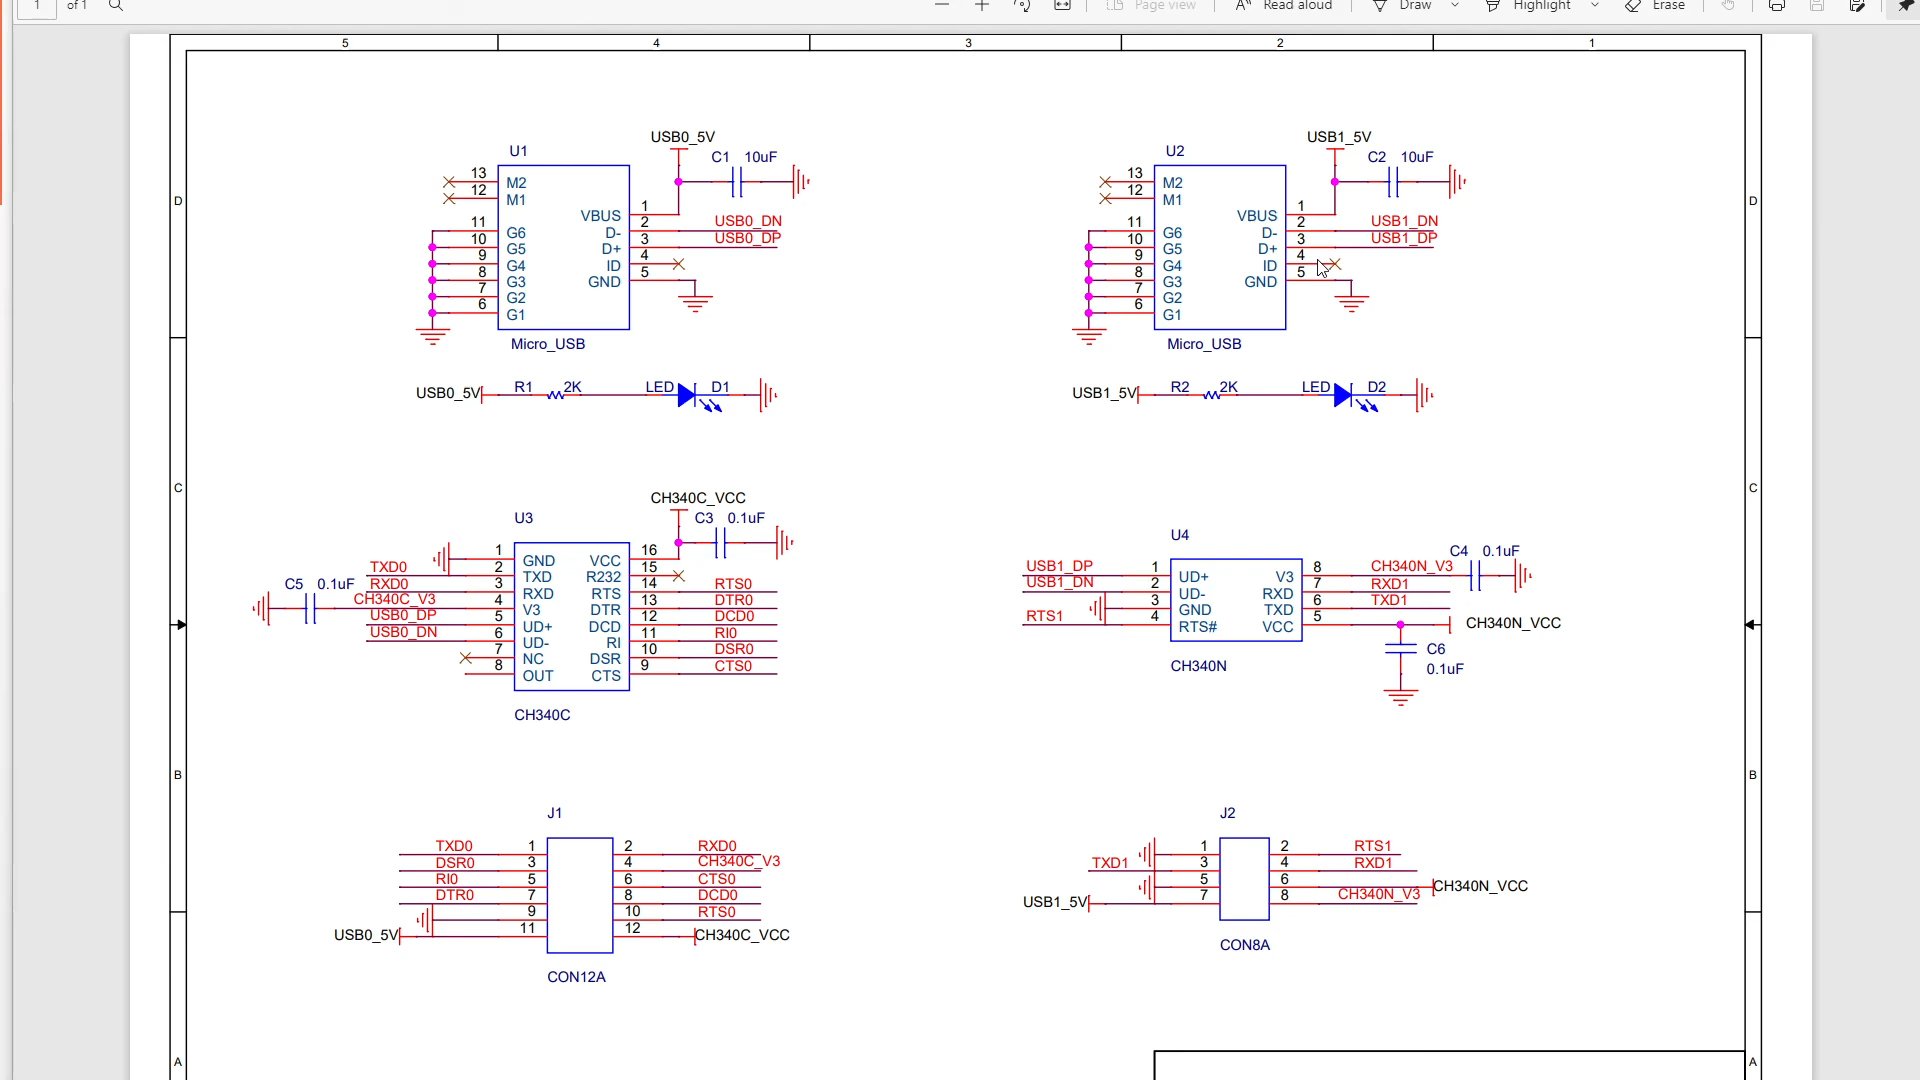 1 of 1 Page view A Read aloud Draw Highlight Erase
5 4 3 2 1
D D
USB0_5V
U1 C1 10uF
13 M2
12 M1
VBUS 1
11 G6 D- 2 USB0_DN
10 G5 D+ 3 USB0_DP
9 G4 ID 4
8 G3 GND 5
7 G2
6 G1
Micro_USB
USB0_5V R1 2K LED D1
USB1_5V
U2 C2 10uF
13 M2
12 M1
VBUS 1
11 G6 D- 2 USB1_DN
10 G5 D+ 3 USB1_DP
9 G4 ID 4
8 G3 GND 5
7 G2
6 G1
Micro_USB
USB1_5V R2 2K LED D2
C C
CH340C_VCC
U3 C3 0.1uF
1 GND VCC 16
TXD0 2 TXD R232 15
C5 0.1uF RXD0 3 RXD RTS 14 RTS0
CH340C_V3 4 V3 DTR 13 DTR0
USB0_DP 5 UD+ DCD 12 DCD0
USB0_DN 6 UD- RI 11 RI0
7 NC DSR 10 DSR0
8 OUT CTS 9 CTS0
CH340C
U4 C4 0.1uF
USB1_DP 1 UD+ V3 8 CH340N_V3
USB1_DN 2 UD- RXD 7 RXD1
3 GND TXD 6 TXD1
RTS1 4 RTS# VCC 5 CH340N_VCC
C6
0.1uF
CH340N
B B
J1
TXD0 1 2 RXD0
DSR0 3 4 CH340C_V3
RI0 5 6 CTS0
DTR0 7 8 DCD0
9 10 RTS0
USB0_5V 11 12 CH340C_VCC
CON12A
J2
1 2 RTS1
TXD1 3 4 RXD1
5 6 CH340N_VCC
USB1_5V 7 8 CH340N_V3
CON8A
A A